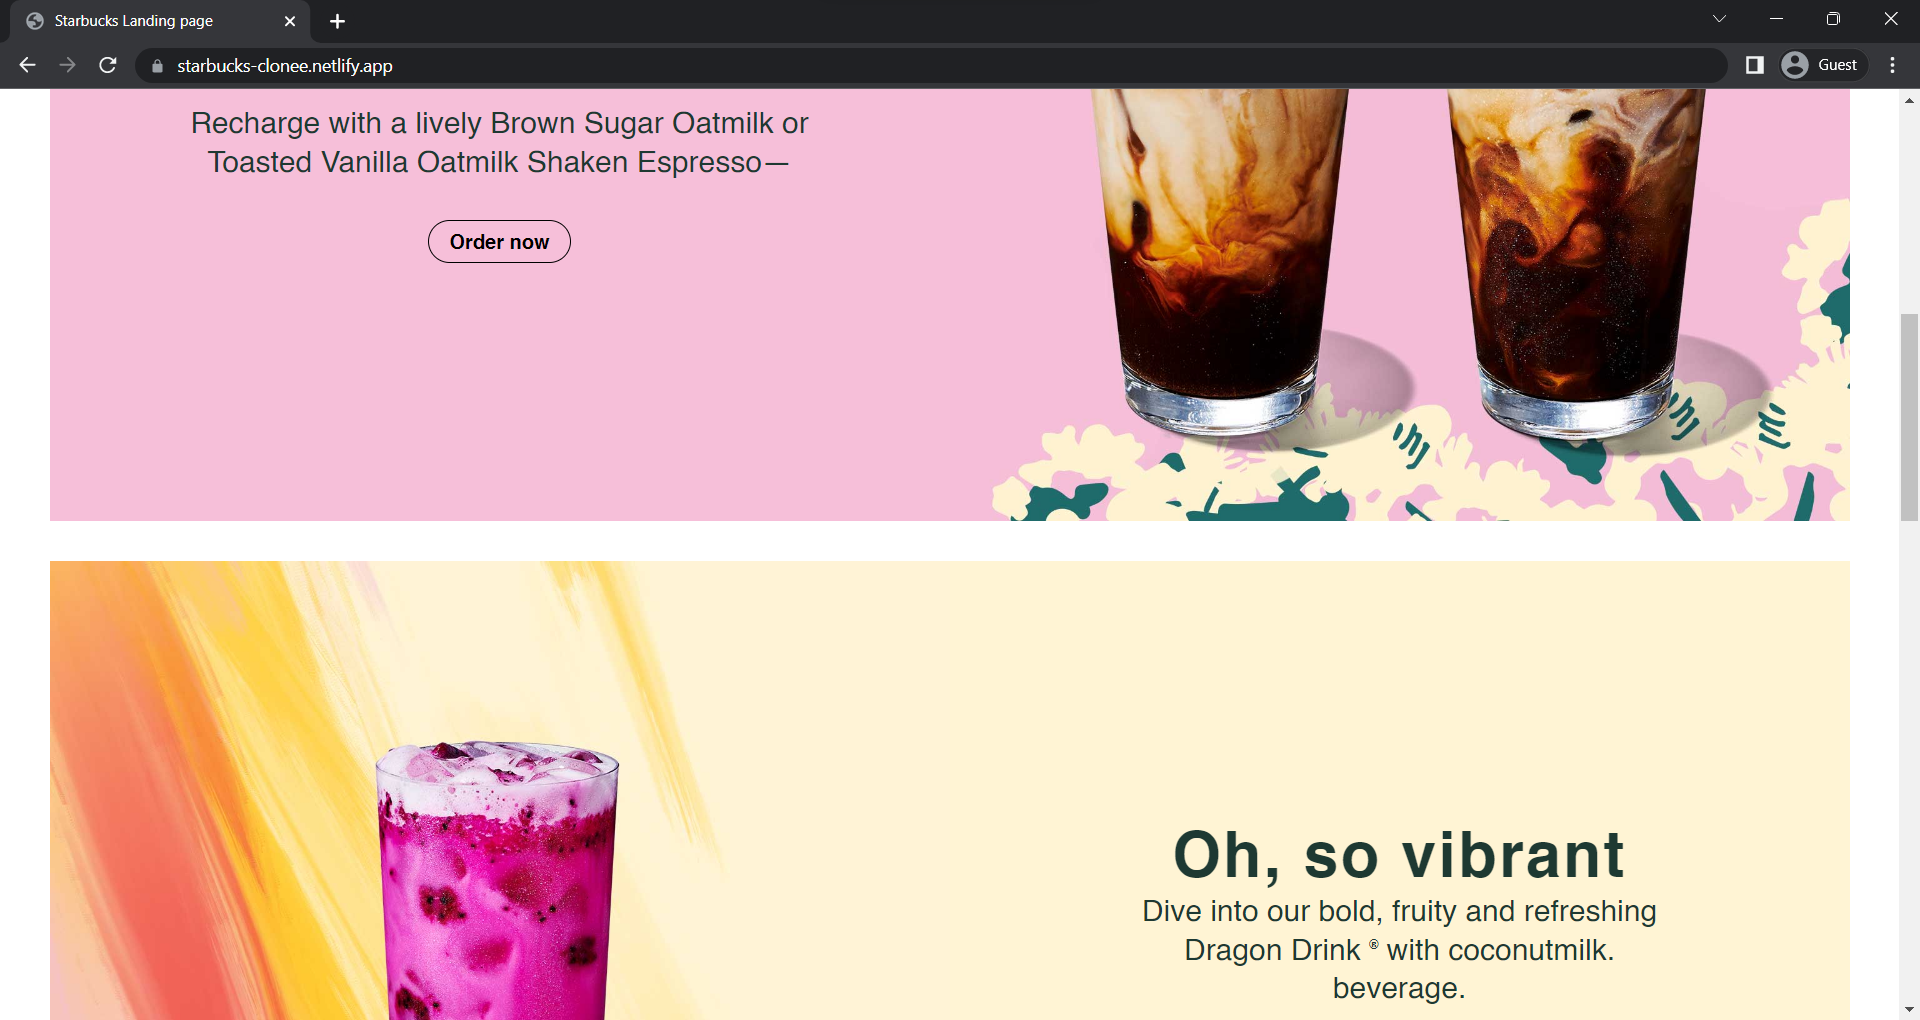 Starbucks Landing page
starbucks-clonee.netlify.app
Guest
Recharge with a lively Brown Sugar Oatmilk or
Toasted Vanilla Oatmilk Shaken Espresso—
Order now
Oh, so vibrant
Dive into our bold, fruity and refreshing
Dragon Drink ® with coconutmilk.
beverage.